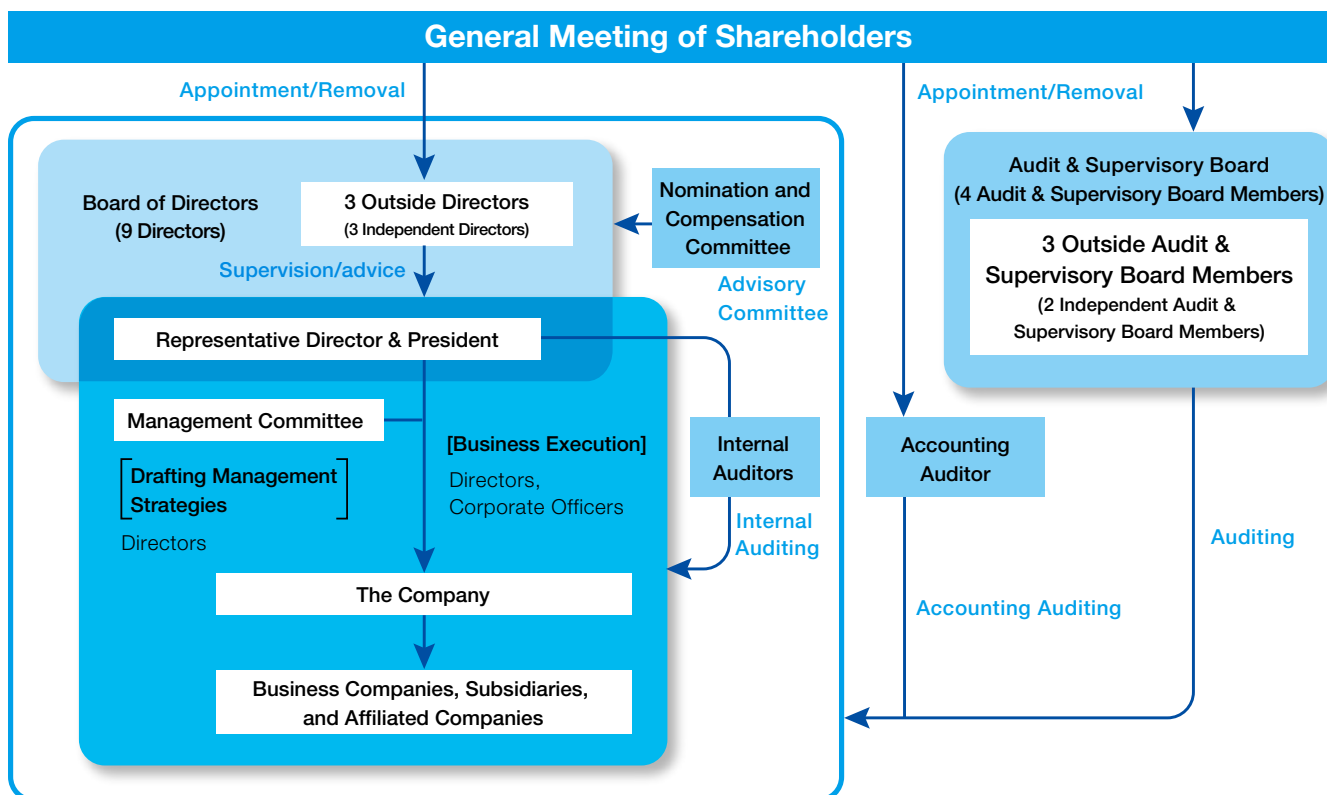 General Meeting of Shareholders
Appointment/Removal
Appointment/Removal
Board of Directors
(9 Directors)
3 Outside Directors
(3 Independent Directors)
Nomination and
Compensation
Committee
Advisory
Committee
Audit & Supervisory Board
(4 Audit & Supervisory Board Members)
3 Outside Audit &
Supervisory Board Members
(2 Independent Audit &
Supervisory Board Members)
Supervision/advice
Representative Director & President
Management Committee
[Drafting Management
Strategies]
Directors
[Business Execution]
Directors,
Corporate Officers
Internal
Auditors
Internal
Auditing
Accounting
Auditor
Auditing
Accounting Auditing
The Company
Business Companies, Subsidiaries,
and Affiliated Companies